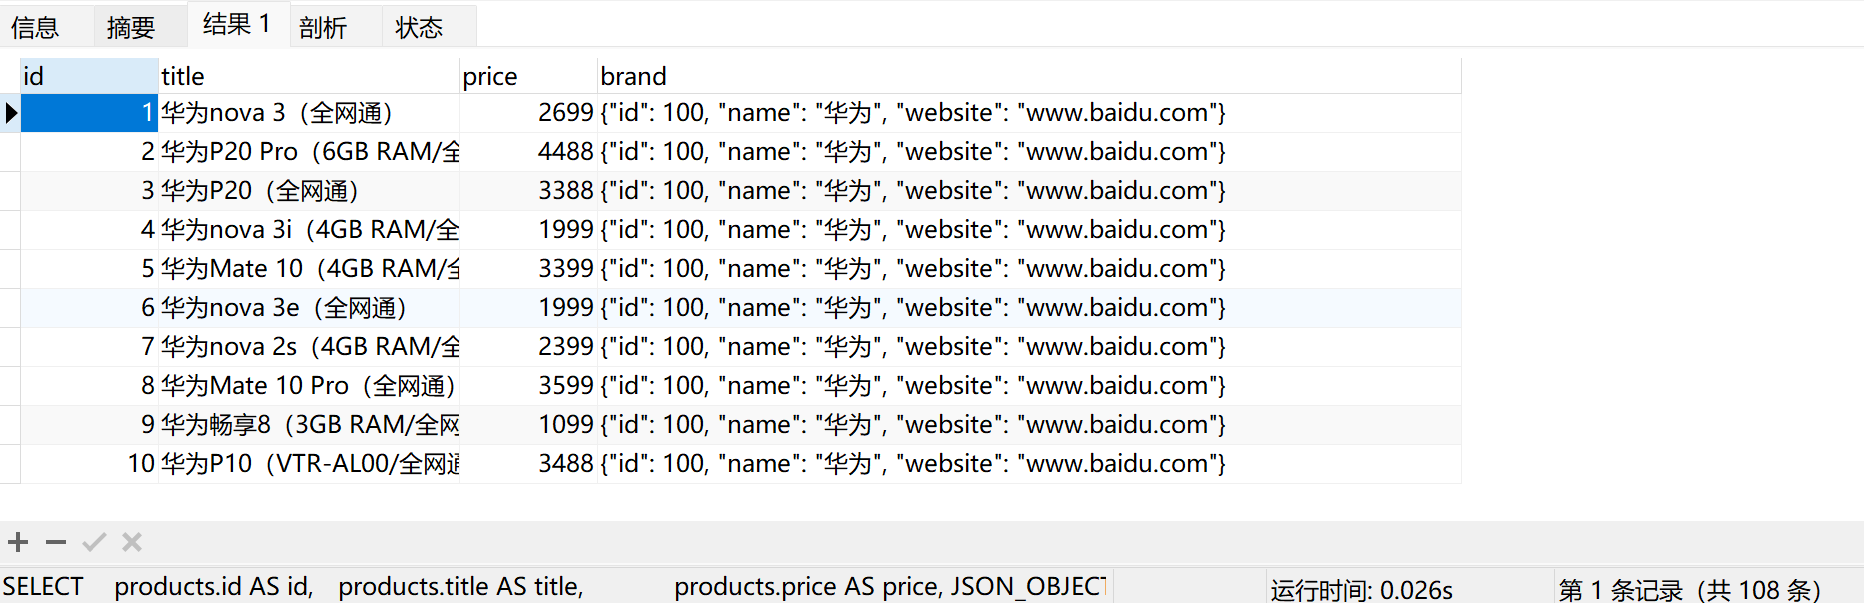 信息 摘要 结果 1 剖析 状态
id title price brand
1 华为nova 3（全网通） 2699 {"id": 100, "name": "华为", "website": "www.baidu.com"}
2 华为P20 Pro（6GB RAM/全 4488 {"id": 100, "name": "华为", "website": "www.baidu.com"}
3 华为P20（全网通） 3388 {"id": 100, "name": "华为", "website": "www.baidu.com"}
4 华为nova 3i（4GB RAM/全 1999 {"id": 100, "name": "华为", "website": "www.baidu.com"}
5 华为Mate 10（4GB RAM/全 3399 {"id": 100, "name": "华为", "website": "www.baidu.com"}
6 华为nova 3e（全网通） 1999 {"id": 100, "name": "华为", "website": "www.baidu.com"}
7 华为nova 2s（4GB RAM/全 2399 {"id": 100, "name": "华为", "website": "www.baidu.com"}
8 华为Mate 10 Pro（全网通） 3599 {"id": 100, "name": "华为", "website": "www.baidu.com"}
9 华为畅享8（3GB RAM/全网 1099 {"id": 100, "name": "华为", "website": "www.baidu.com"}
10 华为P10（VTR-AL00/全网通 3488 {"id": 100, "name": "华为", "website": "www.baidu.com"}
SELECT products.id AS id, products.title AS title, products.price AS price, JSON_OBJECT 运行时间: 0.026s 第 1 条记录（共 108 条）